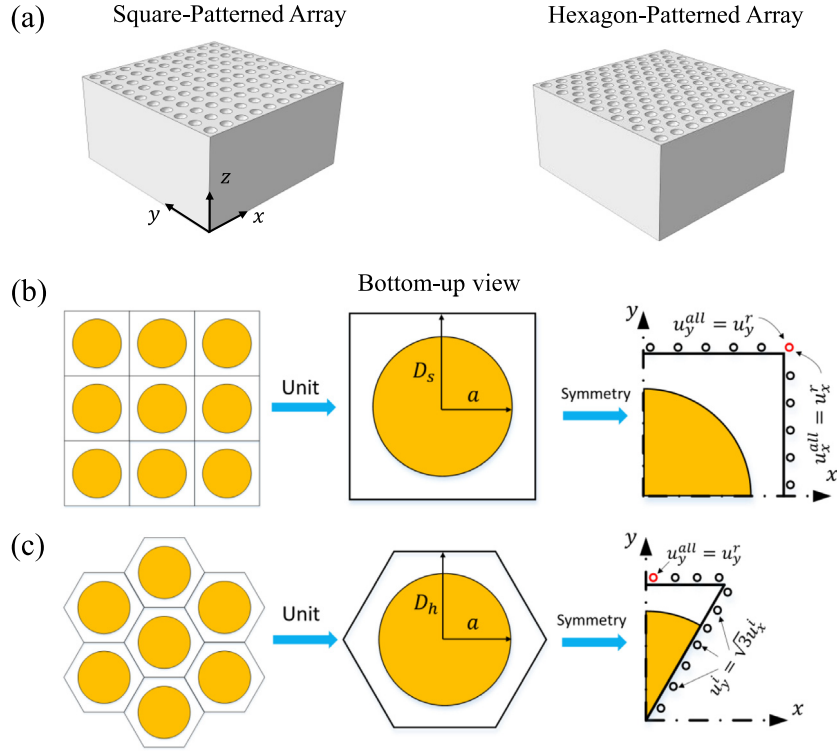 (a)
Square-Patterned Array
Hexagon-Patterned Array
z
y
x
(b)
Bottom-up view
Unit
D_s
a
Symmetry
y
u_y^{all} = u_y^r
u_x^{all} = u_x^r
x
(c)
Unit
D_h
a
Symmetry
y
u_y^{all} = u_y^r
u_y^i = √3u_x^i
x